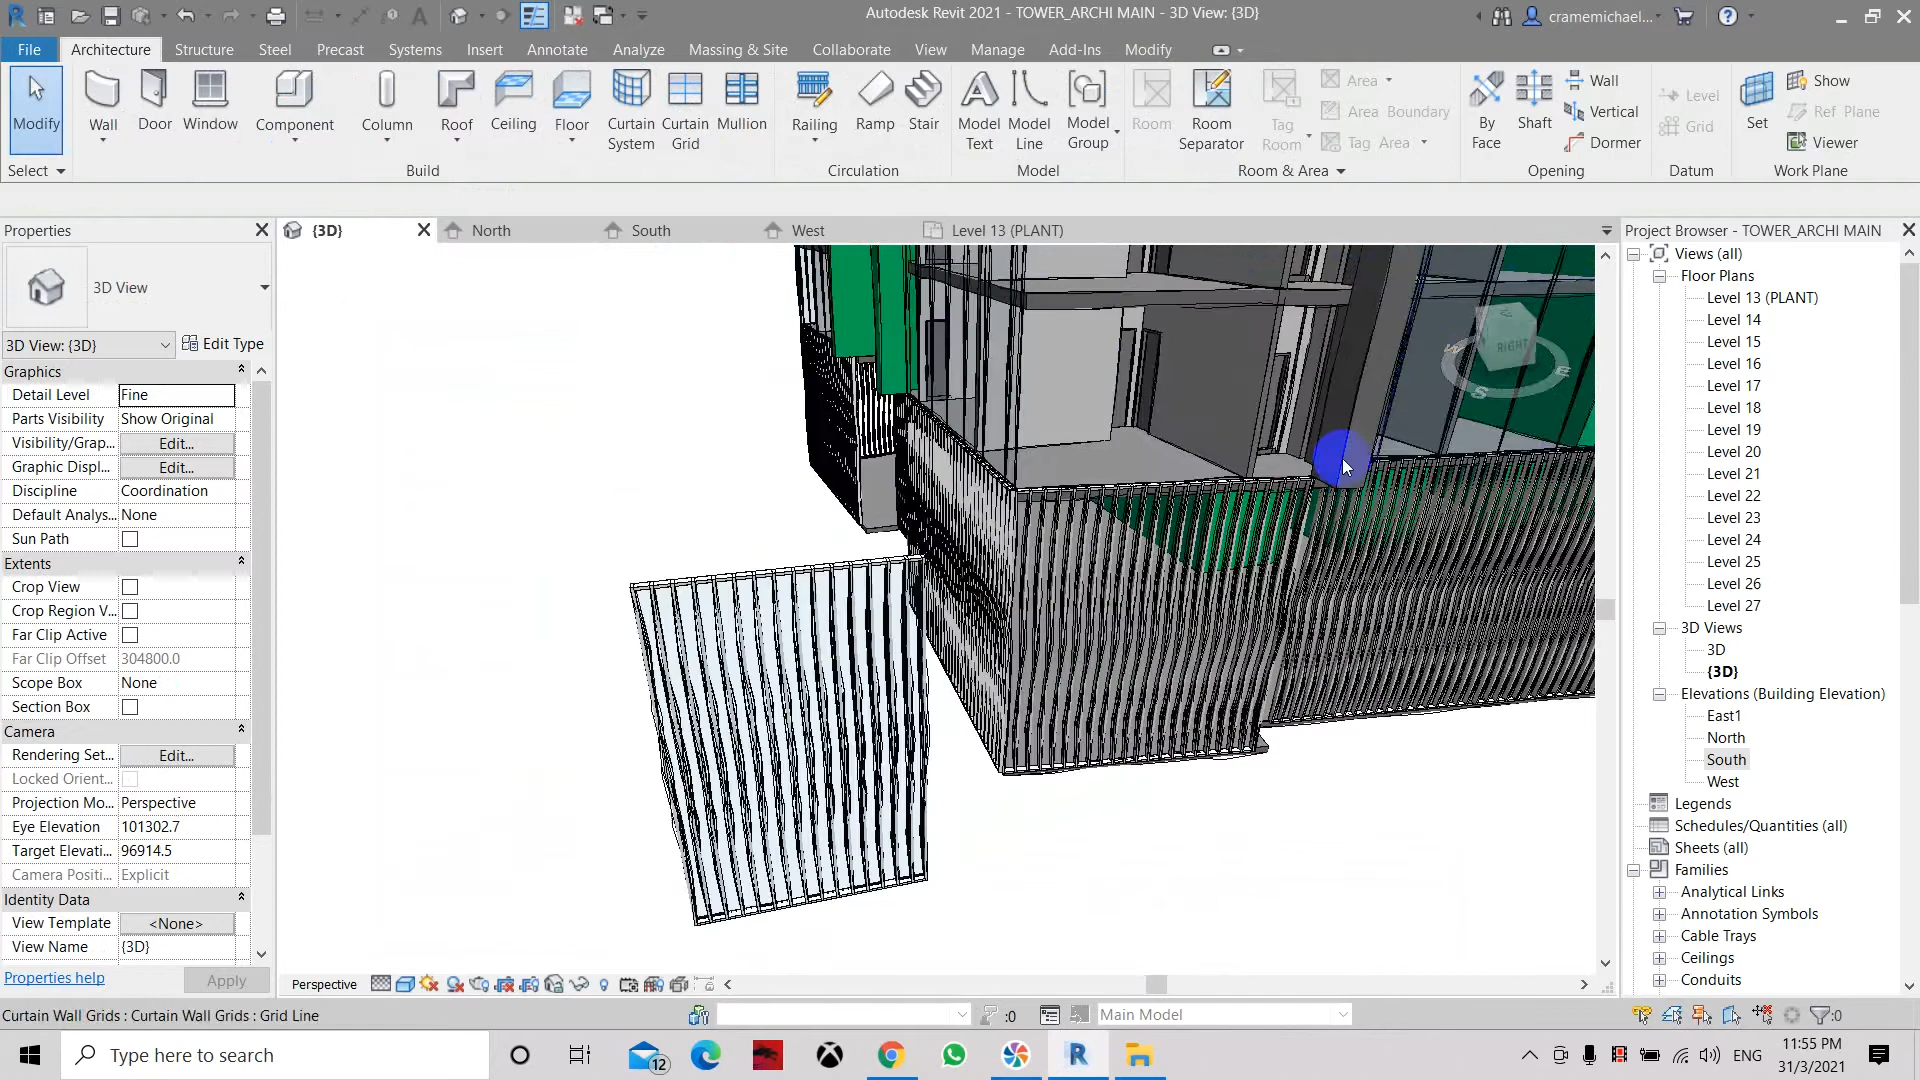 Autodesk Revit 2021 - TOWER_ARCHI MAIN - 3D View: {3D}
cramemichael...
File Architecture Structure Steel Precast Systems Insert Annotate Analyze Massing & Site Collaborate View Manage Add-Ins Modify
Modify
Wall
Door
Window
Component
Column
Roof
Ceiling
Floor
Curtain System
Curtain Grid
Mullion
Railing
Ramp
Stair
Model Text
Model Line
Model Group
Room
Room Separator
Tag Room
Area
Area Boundary
Tag Area
By Face
Shaft
Wall
Vertical
Dormer
Level
Grid
Set
Show
Ref Plane
Viewer
Select Build Circulation Model Room & Area Opening Datum Work Plane
Properties
{3D} North South West Level 13 (PLANT)
3D View
3D View: {3D} Edit Type
Graphics
Detail Level Fine
Parts Visibility Show Original
Visibility/Grap... Edit...
Graphic Displ... Edit...
Discipline Coordination
Default Analys... None
Sun Path
Extents
Crop View
Crop Region V...
Far Clip Active
Far Clip Offset 304800.0
Scope Box None
Section Box
Camera
Rendering Set... Edit...
Locked Orient...
Projection Mo... Perspective
Eye Elevation 101302.7
Target Elevati... 96914.5
Camera Positi... Explicit
Identity Data
View Template <None>
View Name {3D}
Properties help Apply
RIGHT
S
E
Perspective
Project Browser - TOWER_ARCHI MAIN
Views (all)
Floor Plans
Level 13 (PLANT)
Level 14
Level 15
Level 16
Level 17
Level 18
Level 19
Level 20
Level 21
Level 22
Level 23
Level 24
Level 25
Level 26
Level 27
3D Views
3D
{3D}
Elevations (Building Elevation)
East1
North
South
West
Legends
Schedules/Quantities (all)
Sheets (all)
Families
Analytical Links
Annotation Symbols
Cable Trays
Ceilings
Conduits
Curtain Wall Grids : Curtain Wall Grids : Grid Line
:0
Main Model
:0
Type here to search
12
ENG
11:55 PM
31/3/2021